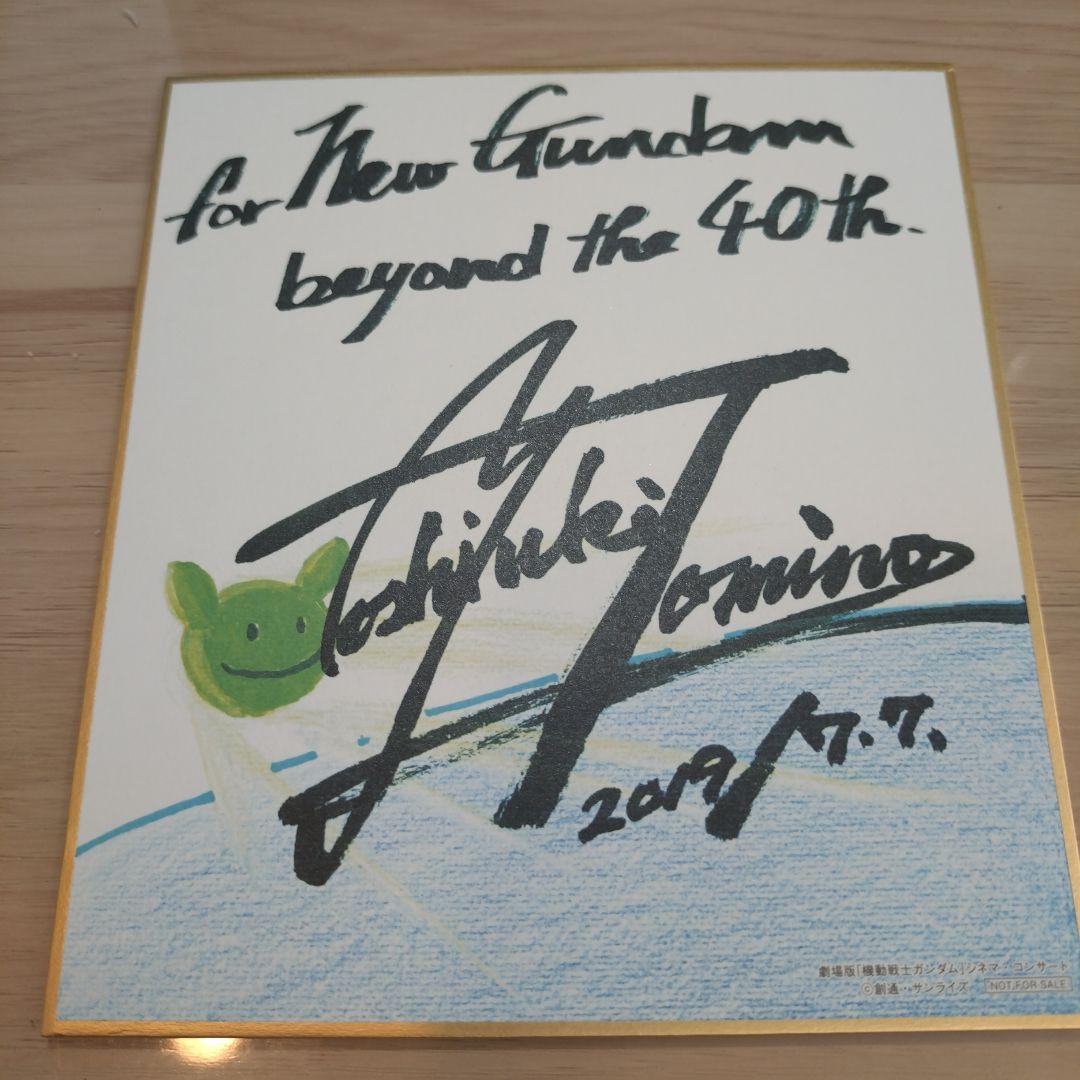 for New Gundam
beyond the 40th.
Yoshiyuki Tomino
2019/7.7.
劇場版「機動戦士ガンダム」シネマ・コンサート
©創通・サンライズ NOT FOR SALE